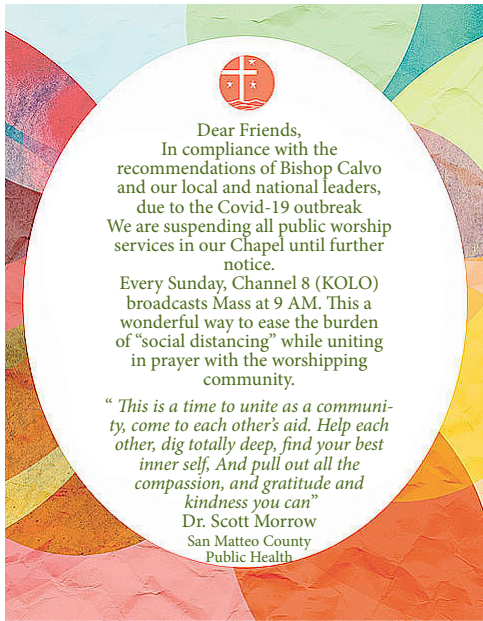 Dear Friends,
In compliance with the
recommendations of Bishop Calvo
and our local and national leaders,
due to the Covid-19 outbreak
We are suspending all public worship
services in our Chapel until further
notice.
Every Sunday, Channel 8 (KOLO)
broadcasts Mass at 9 AM. This a
wonderful way to ease the burden
of “social distancing” while uniting
in prayer with the worshipping
community.
“ This is a time to unite as a communi-
ty, come to each other’s aid. Help each
other, dig totally deep, find your best
inner self, And pull out all the
compassion, and gratitude and
kindness you can”
Dr. Scott Morrow
San Matteo County
Public Health